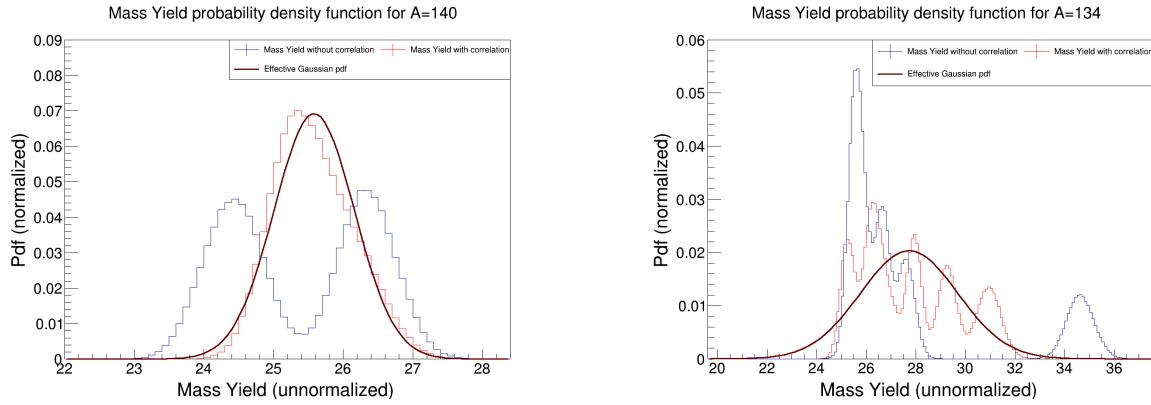 Mass Yield probability density function for A=140
Pdf (normalized)
0.09
0.08
0.07
0.06
0.05
0.04
0.03
0.02
0.01
0
Mass Yield without correlation Mass Yield with correlation
Effective Gaussian pdf
22 23 24 25 26 27 28
Mass Yield (unnormalized)
Mass Yield probability density function for A=134
Pdf (normalized)
0.06
0.05
0.04
0.03
0.02
0.01
0
Mass Yield without correlation Mass Yield with correlation
Effective Gaussian pdf
20 22 24 26 28 30 32 34 36
Mass Yield (unnormalized)